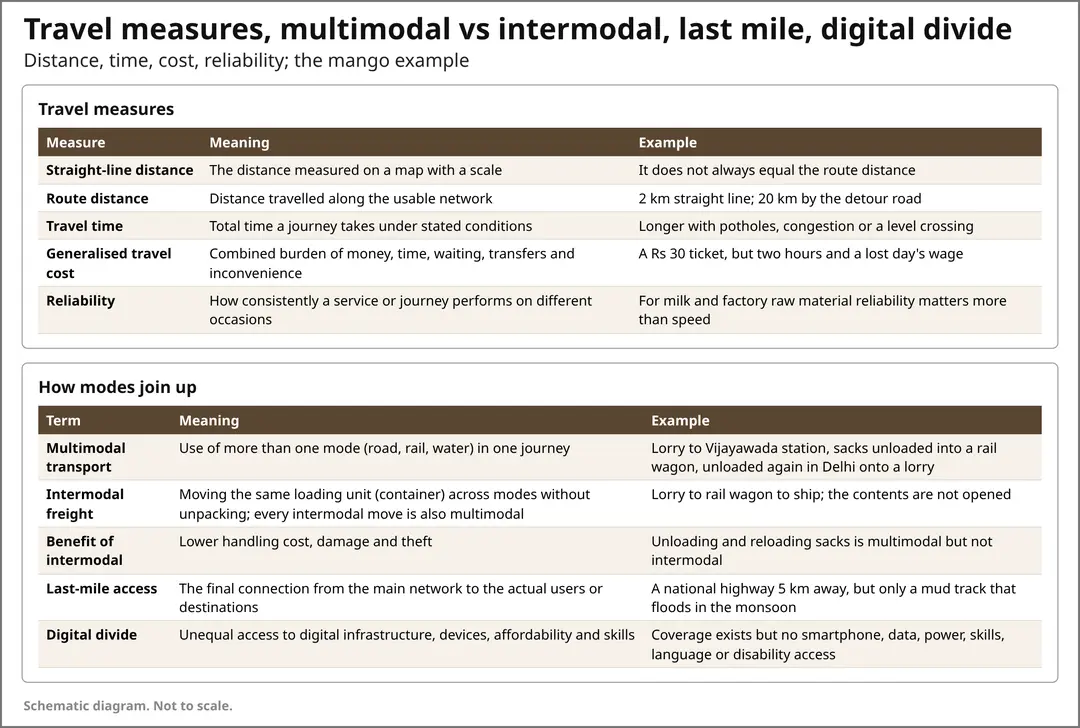 Travel measures, multimodal vs intermodal, last mile, digital divide
Distance, time, cost, reliability; the mango example
Travel measures
Measure Meaning Example
Straight-line distance The distance measured on a map with a scale It does not always equal the route distance
Route distance Distance travelled along the usable network 2 km straight line; 20 km by the detour road
Travel time Total time a journey takes under stated conditions Longer with potholes, congestion or a level crossing
Generalised travel Combined burden of money, time, waiting, transfers and A Rs 30 ticket, but two hours and a lost day's wage
cost inconvenience
Reliability How consistently a service or journey performs on different For milk and factory raw material reliability matters more
occasions than speed
How modes join up
Term Meaning Example
Multimodal Use of more than one mode (road, rail, water) in one journey Lorry to Vijayawada station, sacks unloaded into a rail
transport wagon, unloaded again in Delhi onto a lorry
Intermodal Moving the same loading unit (container) across modes without Lorry to rail wagon to ship; the contents are not opened
freight unpacking; every intermodal move is also multimodal
Benefit of Lower handling cost, damage and theft Unloading and reloading sacks is multimodal but not
intermodal intermodal
Last-mile access The final connection from the main network to the actual users or A national highway 5 km away, but only a mud track that
destinations floods in the monsoon
Digital divide Unequal access to digital infrastructure, devices, affordability and skills Coverage exists but no smartphone, data, power, skills,
language or disability access
Schematic diagram. Not to scale.